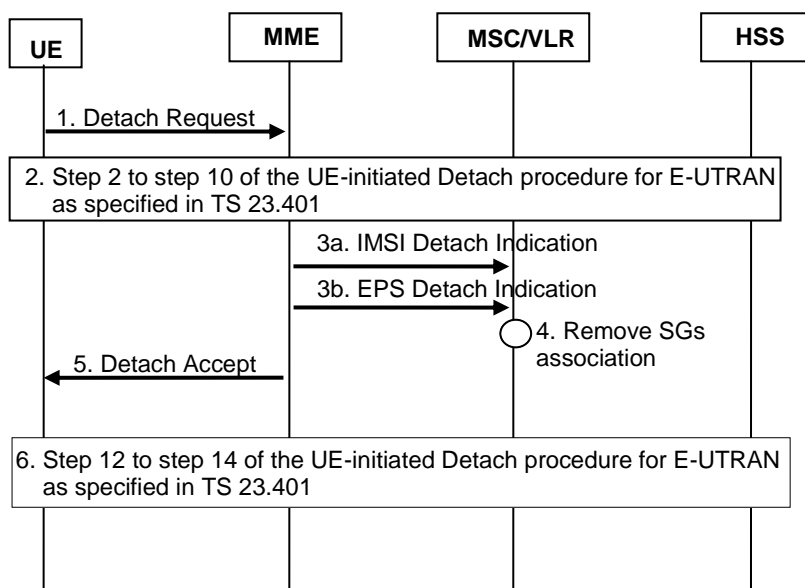 UE
MME
MSC/VLR
HSS
1. Detach Request
2. Step 2 to step 10 of the UE-initiated Detach procedure for E-UTRAN
as specified in TS 23.401
3a. IMSI Detach Indication
3b. EPS Detach Indication
4. Remove SGs
association
5. Detach Accept
6. Step 12 to step 14 of the UE-initiated Detach procedure for E-UTRAN
as specified in TS 23.401